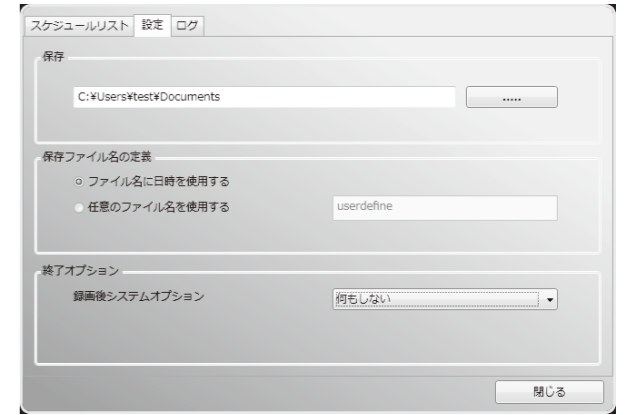 スケジュールリスト 設定 ログ
保存
C:¥Users¥test¥Documents .....
保存ファイル名の定義
ファイル名に日時を使用する
任意のファイル名を使用する userdefine
終了オプション
録画後システムオプション 何もしない
閉じる